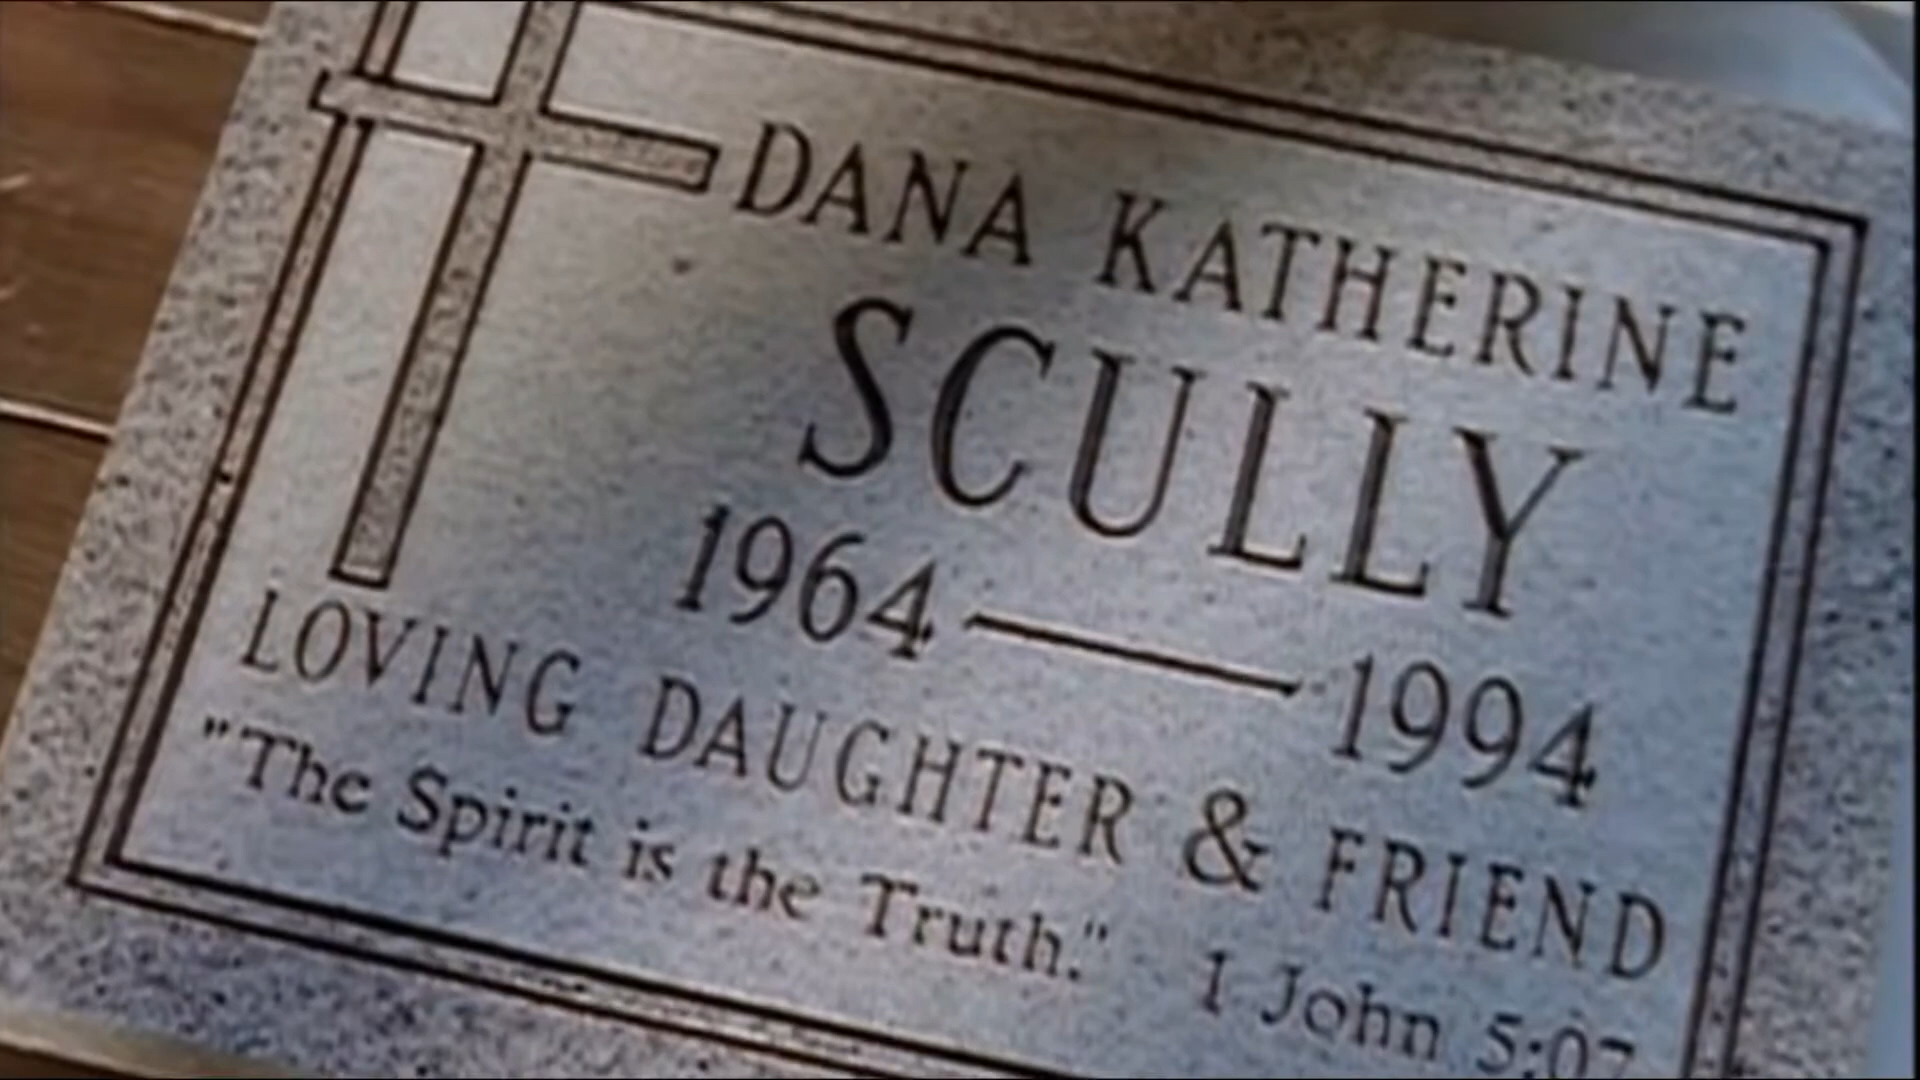 DANA KATHERINE
SCULLY
1964 — 1994
LOVING DAUGHTER & FRIEND
"The Spirit is the Truth." 1 John 5:07